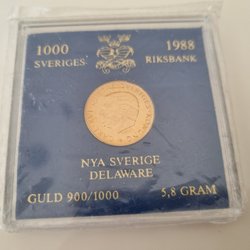 1000 1988
SVERIGES RIKSBANK
NYA SVERIGE
DELAWARE
GULD 900/1000 5,8 GRAM